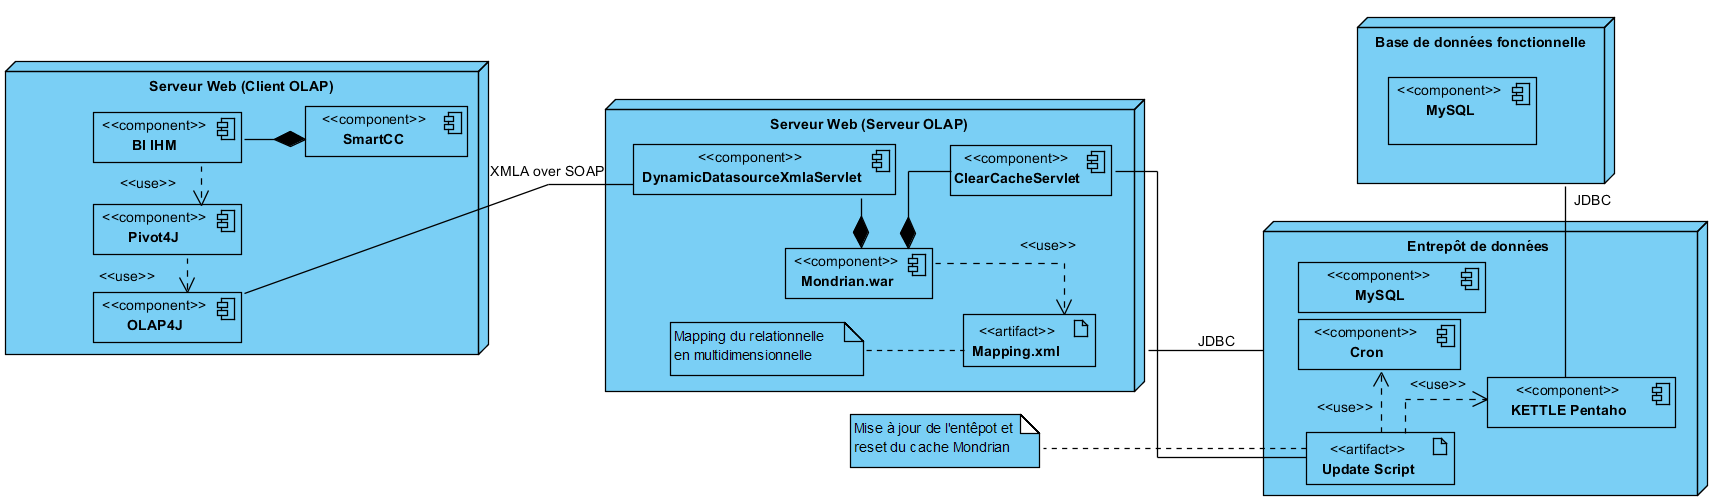 Serveur Web (Client OLAP)
<<component>>
BI IHM
<<component>>
SmartCC
<<use>>
<<component>>
Pivot4J
<<use>>
<<component>>
OLAP4J
XMLA over SOAP
Serveur Web (Serveur OLAP)
<<component>>
DynamicDatasourceXmlaServlet
<<component>>
ClearCacheServlet
<<component>>
Mondrian.war
<<use>>
<<artifact>>
Mapping.xml
Mapping du relationnelle
en multidimensionnelle
JDBC
Base de données fonctionnelle
<<component>>
MySQL
JDBC
Entrepôt de données
<<component>>
MySQL
<<component>>
Cron
<<use>>
<<use>>
<<component>>
KETTLE Pentaho
<<artifact>>
Update Script
Mise à jour de l'entêpot et
reset du cache Mondrian